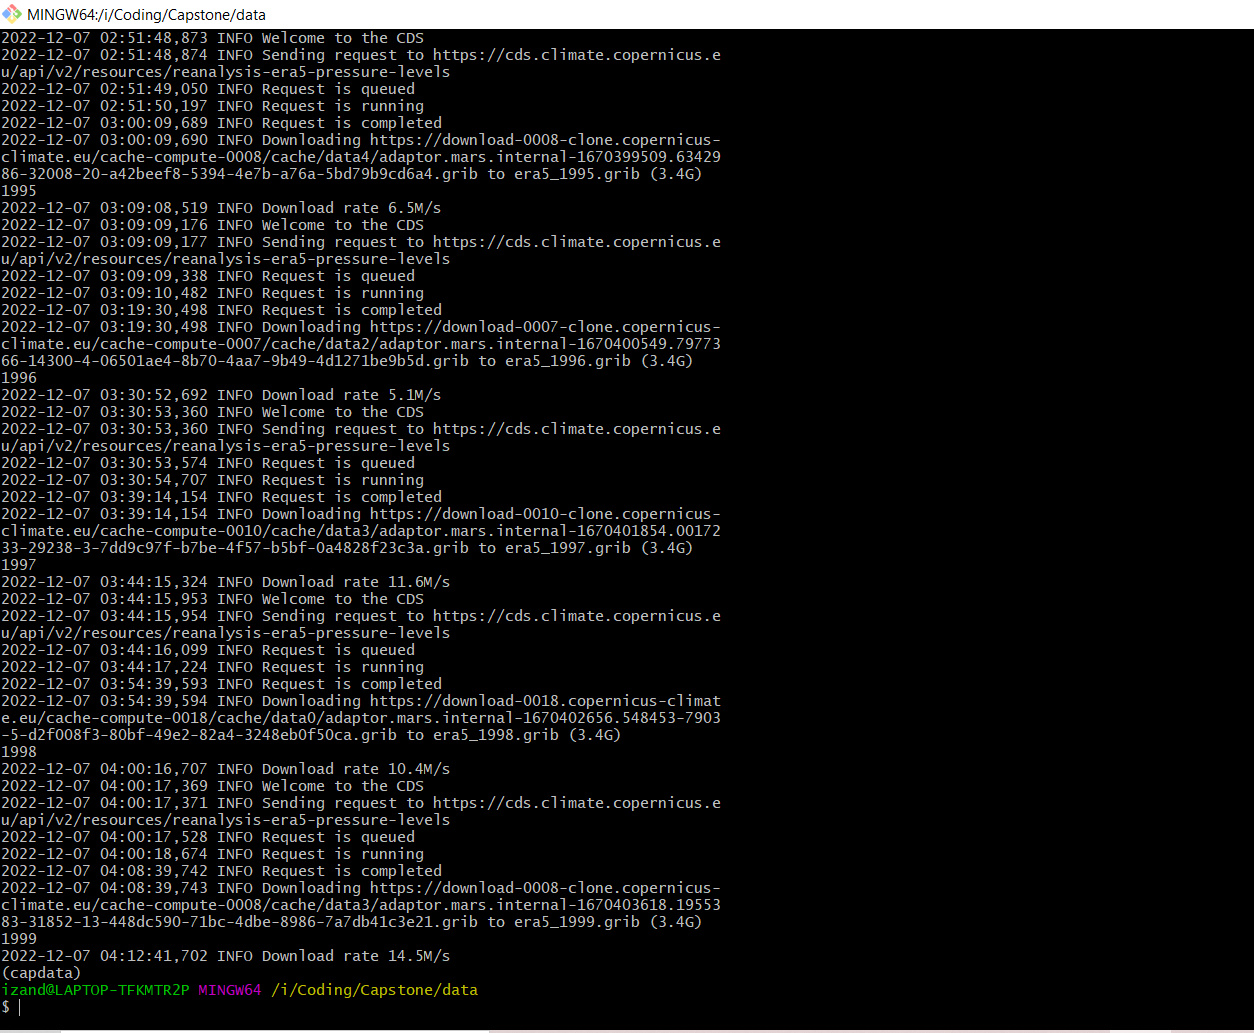 MINGW64:/i/Coding/Capstone/data
2022-12-07 02:51:48,873 INFO Welcome to the CDS
2022-12-07 02:51:48,874 INFO Sending request to https://cds.climate.copernicus.e
u/api/v2/resources/reanalysis-era5-pressure-levels
2022-12-07 02:51:49,050 INFO Request is queued
2022-12-07 02:51:50,197 INFO Request is running
2022-12-07 03:00:09,689 INFO Request is completed
2022-12-07 03:00:09,690 INFO Downloading https://download-0008-clone.copernicus-
climate.eu/cache-compute-0008/cache/data4/adaptor.mars.internal-1670399509.63429
86-32008-20-a42beef8-5394-4e7b-a76a-5bd79b9cd6a4.grib to era5_1995.grib (3.4G)
1995
2022-12-07 03:09:08,519 INFO Download rate 6.5M/s
2022-12-07 03:09:09,176 INFO Welcome to the CDS
2022-12-07 03:09:09,177 INFO Sending request to https://cds.climate.copernicus.e
u/api/v2/resources/reanalysis-era5-pressure-levels
2022-12-07 03:09:09,338 INFO Request is queued
2022-12-07 03:09:10,482 INFO Request is running
2022-12-07 03:19:30,498 INFO Request is completed
2022-12-07 03:19:30,498 INFO Downloading https://download-0007-clone.copernicus-
climate.eu/cache-compute-0007/cache/data2/adaptor.mars.internal-1670400549.79773
66-14300-4-06501ae4-8b70-4aa7-9b49-4d1271be9b5d.grib to era5_1996.grib (3.4G)
1996
2022-12-07 03:30:52,692 INFO Download rate 5.1M/s
2022-12-07 03:30:53,360 INFO Welcome to the CDS
2022-12-07 03:30:53,360 INFO Sending request to https://cds.climate.copernicus.e
u/api/v2/resources/reanalysis-era5-pressure-levels
2022-12-07 03:30:53,574 INFO Request is queued
2022-12-07 03:30:54,707 INFO Request is running
2022-12-07 03:39:14,154 INFO Request is completed
2022-12-07 03:39:14,154 INFO Downloading https://download-0010-clone.copernicus-
climate.eu/cache-compute-0010/cache/data3/adaptor.mars.internal-1670401854.00172
33-29238-3-7dd9c97f-b7be-4f57-b5bf-0a4828f23c3a.grib to era5_1997.grib (3.4G)
1997
2022-12-07 03:44:15,324 INFO Download rate 11.6M/s
2022-12-07 03:44:15,953 INFO Welcome to the CDS
2022-12-07 03:44:15,954 INFO Sending request to https://cds.climate.copernicus.e
u/api/v2/resources/reanalysis-era5-pressure-levels
2022-12-07 03:44:16,099 INFO Request is queued
2022-12-07 03:44:17,224 INFO Request is running
2022-12-07 03:54:39,593 INFO Request is completed
2022-12-07 03:54:39,594 INFO Downloading https://download-0018.copernicus-climat
e.eu/cache-compute-0018/cache/data0/adaptor.mars.internal-1670402656.548453-7903
-5-d2f008f3-80bf-49e2-82a4-3248eb0f50ca.grib to era5_1998.grib (3.4G)
1998
2022-12-07 04:00:16,707 INFO Download rate 10.4M/s
2022-12-07 04:00:17,369 INFO Welcome to the CDS
2022-12-07 04:00:17,371 INFO Sending request to https://cds.climate.copernicus.e
u/api/v2/resources/reanalysis-era5-pressure-levels
2022-12-07 04:00:17,528 INFO Request is queued
2022-12-07 04:00:18,674 INFO Request is running
2022-12-07 04:08:39,742 INFO Request is completed
2022-12-07 04:08:39,743 INFO Downloading https://download-0008-clone.copernicus-
climate.eu/cache-compute-0008/cache/data3/adaptor.mars.internal-1670403618.19553
83-31852-13-448dc590-71bc-4dbe-8986-7a7db41c3e21.grib to era5_1999.grib (3.4G)
1999
2022-12-07 04:12:41,702 INFO Download rate 14.5M/s
(capdata)
izand@LAPTOP-TFKMTR2P MINGW64 /i/Coding/Capstone/data
$